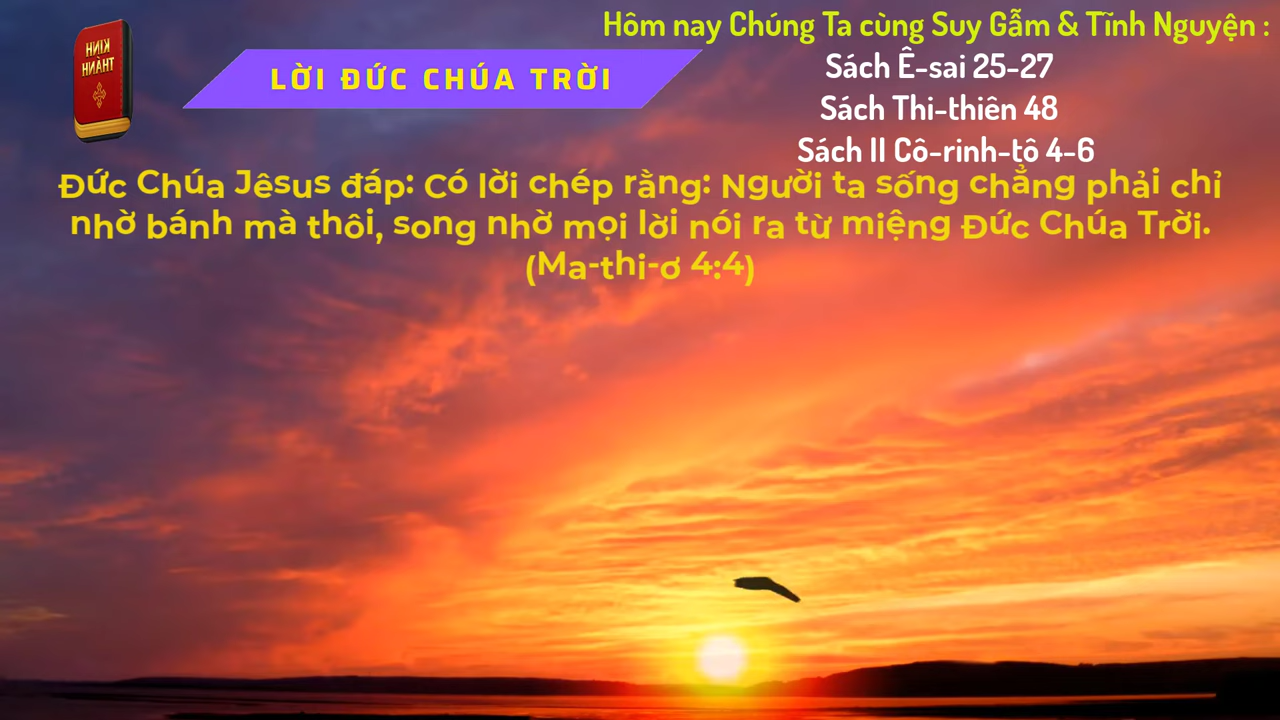 KINH
THÁNH
LỜI ĐỨC CHÚA TRỜI
Hôm nay Chúng Ta cùng Suy Gẫm & Tĩnh Nguyện :
Sách Ê-sai 25-27
Sách Thi-thiên 48
Sách II Cô-rinh-tô 4-6
Đức Chúa Jêsus đáp: Có lời chép rằng: Người ta sống chẳng phải chỉ
nhờ bánh mà thôi, song nhờ mọi lời nói ra từ miệng Đức Chúa Trời.
(Ma-thi-ơ 4:4)